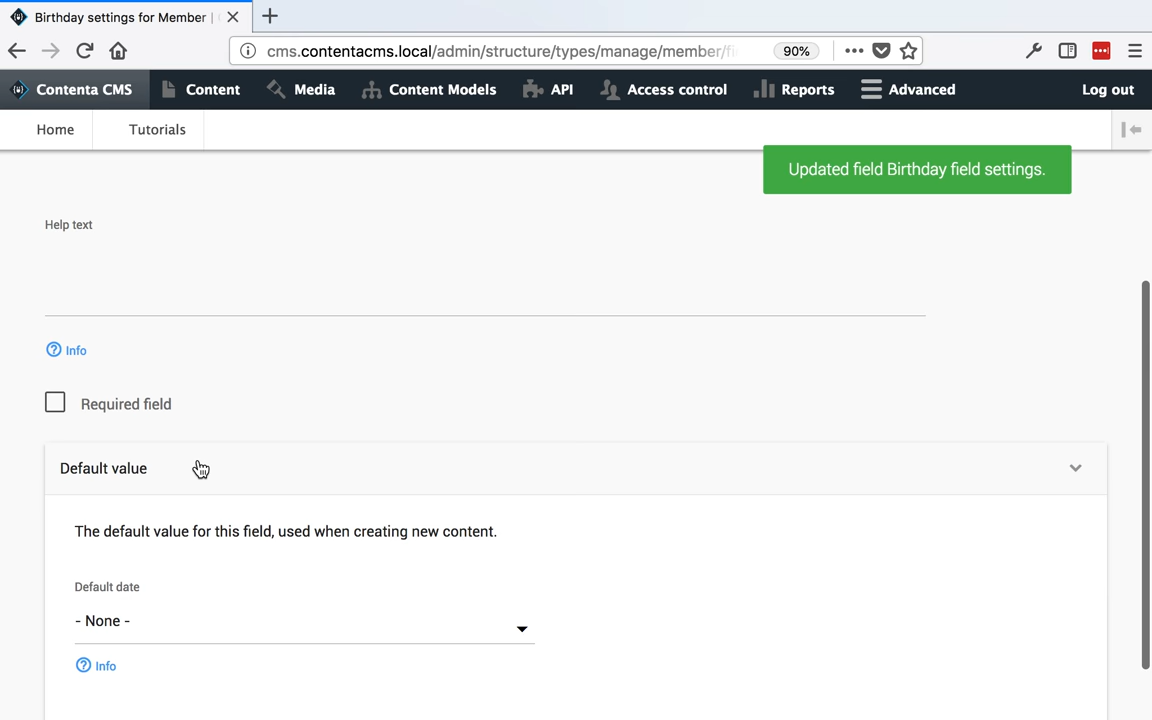 Birthday settings for Member |
cms.contentacms.local/admin/structure/types/manage/member/fi
90%
Contenta CMS
Content
Media
Content Models
API
Access control
Reports
Advanced
Log out
Home
Tutorials
Updated field Birthday field settings.
Help text
Info
Required field
Default value
The default value for this field, used when creating new content.
Default date
- None -
Info